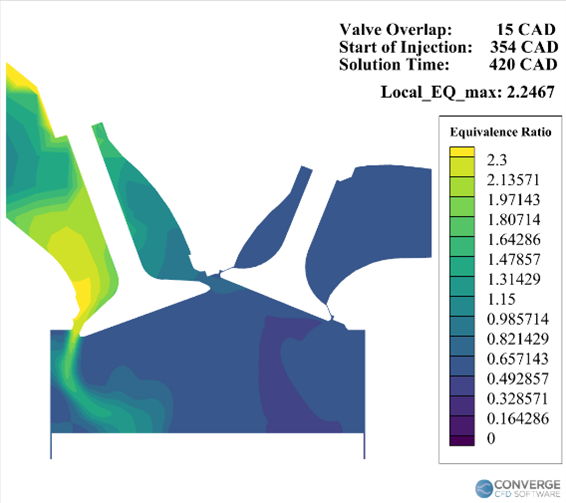 Valve Overlap: 15 CAD
Start of Injection: 354 CAD
Solution Time: 420 CAD
Local_EQ_max: 2.2467
Equivalence Ratio
2.3
2.13571
1.97143
1.80714
1.64286
1.47857
1.31429
1.15
0.985714
0.821429
0.657143
0.492857
0.328571
0.164286
0
CONVERGE
CFD SOFTWARE